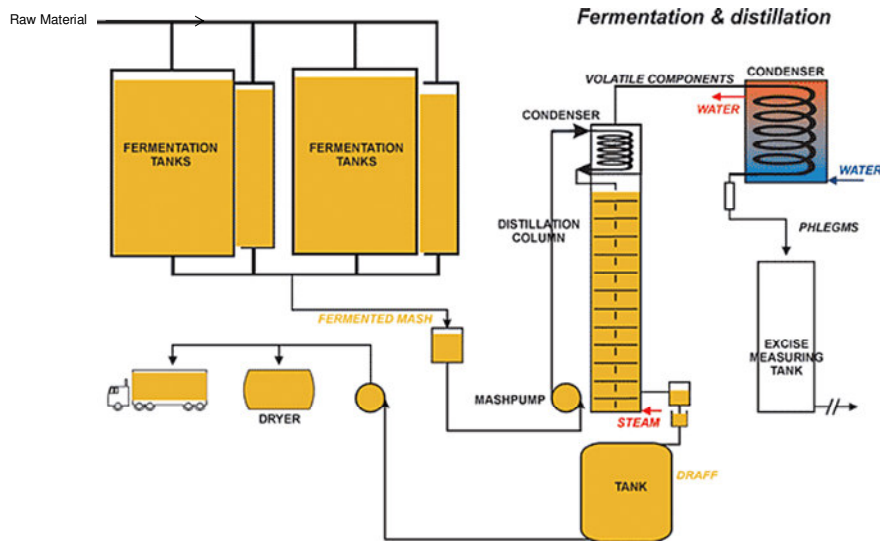 Raw Material
Fermentation & distillation
VOLATILE COMPONENTS
CONDENSER
WATER
CONDENSER
FERMENTATION
TANKS
FERMENTATION
TANKS
WATER
DISTILLATION
COLUMN
PHLEGMS
FERMENTED MASH
EXCISE
MEASURING
TANK
MASHPUMP
DRYER
STEAM
TANK
DRAFF